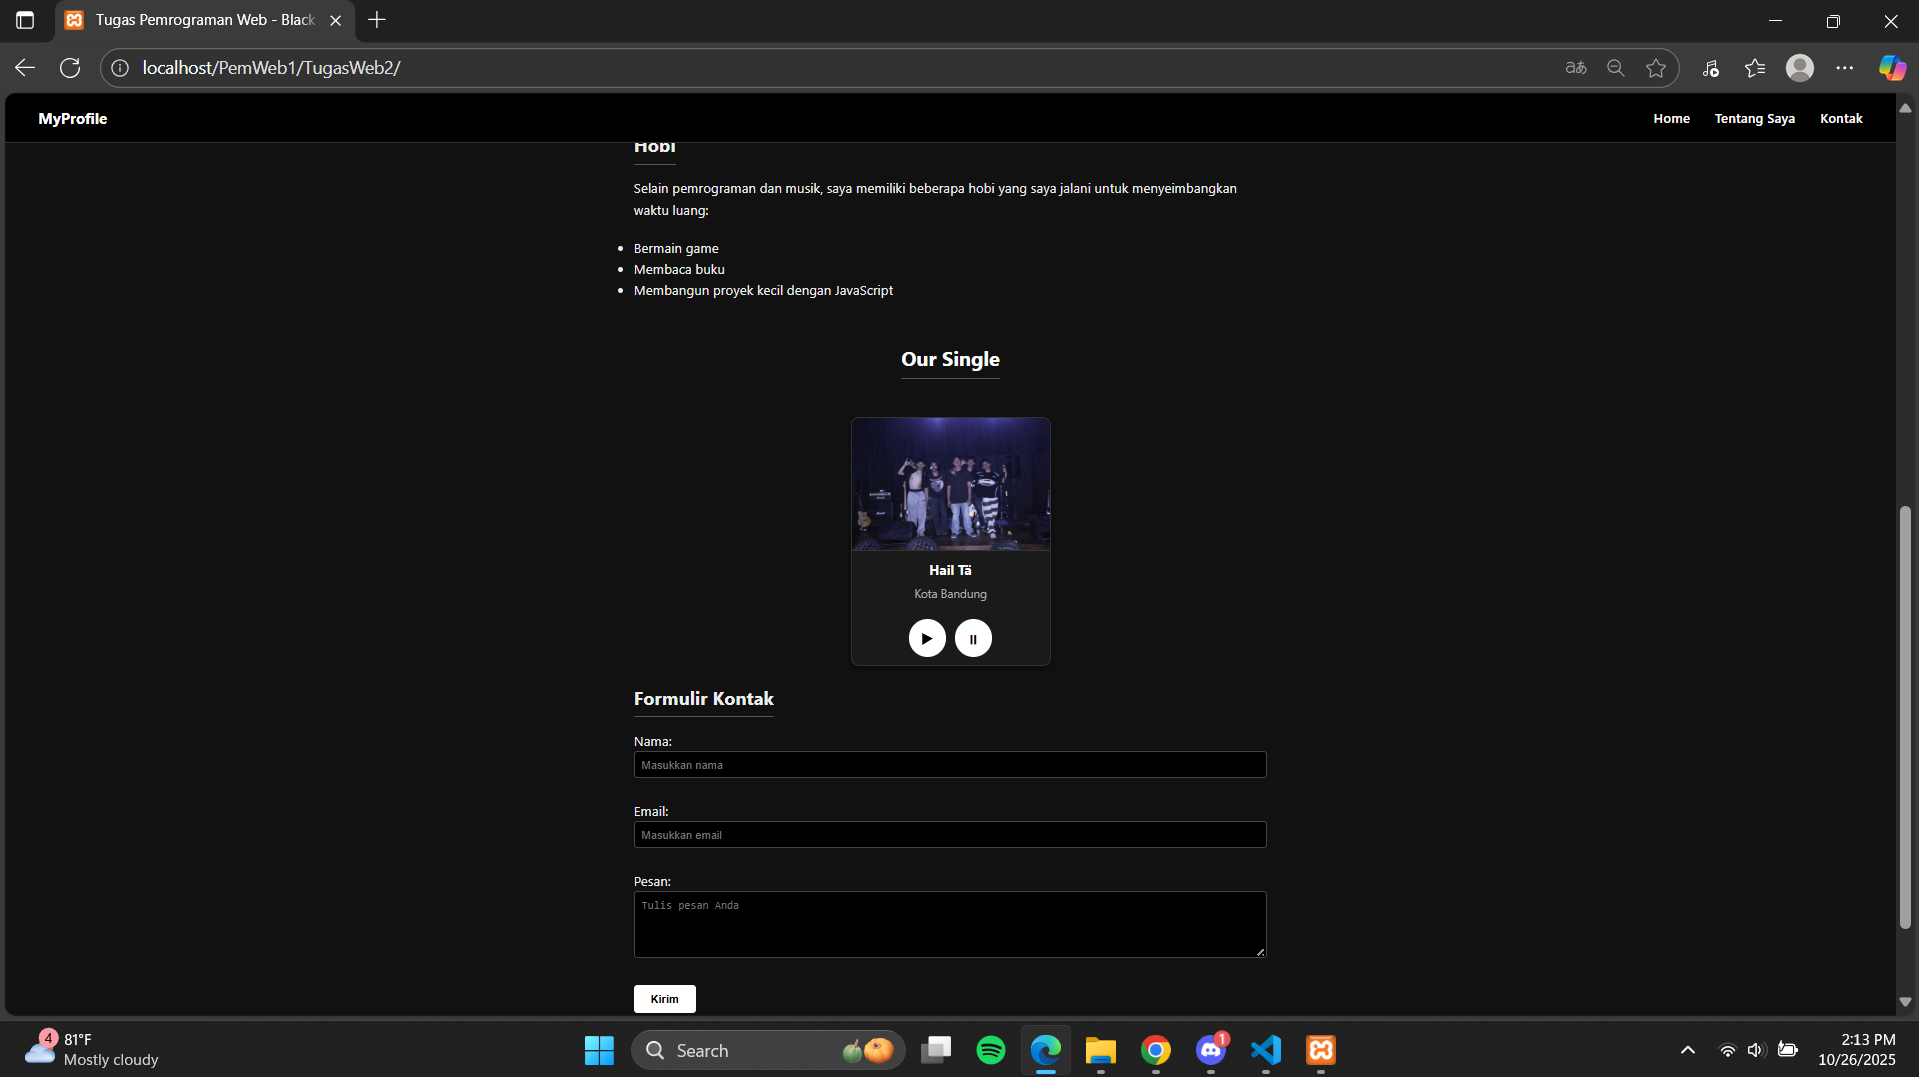 Tugas Pemrograman Web - Black
localhost/PemWeb1/TugasWeb2/
MyProfile
Home
Tentang Saya
Kontak
Hobi
Selain pemrograman dan musik, saya memiliki beberapa hobi yang saya jalani untuk menyeimbangkan
waktu luang:
Bermain game
Membaca buku
Membangun proyek kecil dengan JavaScript
Our Single
Hail Tä
Kota Bandung
Formulir Kontak
Nama:
Masukkan nama
Email:
Masukkan email
Pesan:
Tulis pesan Anda
Kirim
4
81°F
Mostly cloudy
Search
1
2:13 PM
10/26/2025